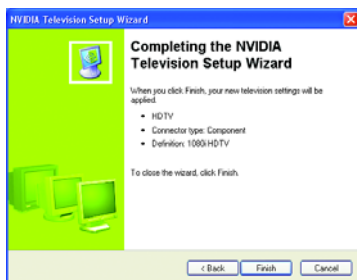 NVIDIA Television Setup Wizard
Completing the NVIDIA
Television Setup Wizard
When you click Finish, your new television settings will be
applied.
• HDTV
• Connector type: Component
• Definition: 1080i HDTV
To close the wizard, click Finish.
< Back Finish Cancel